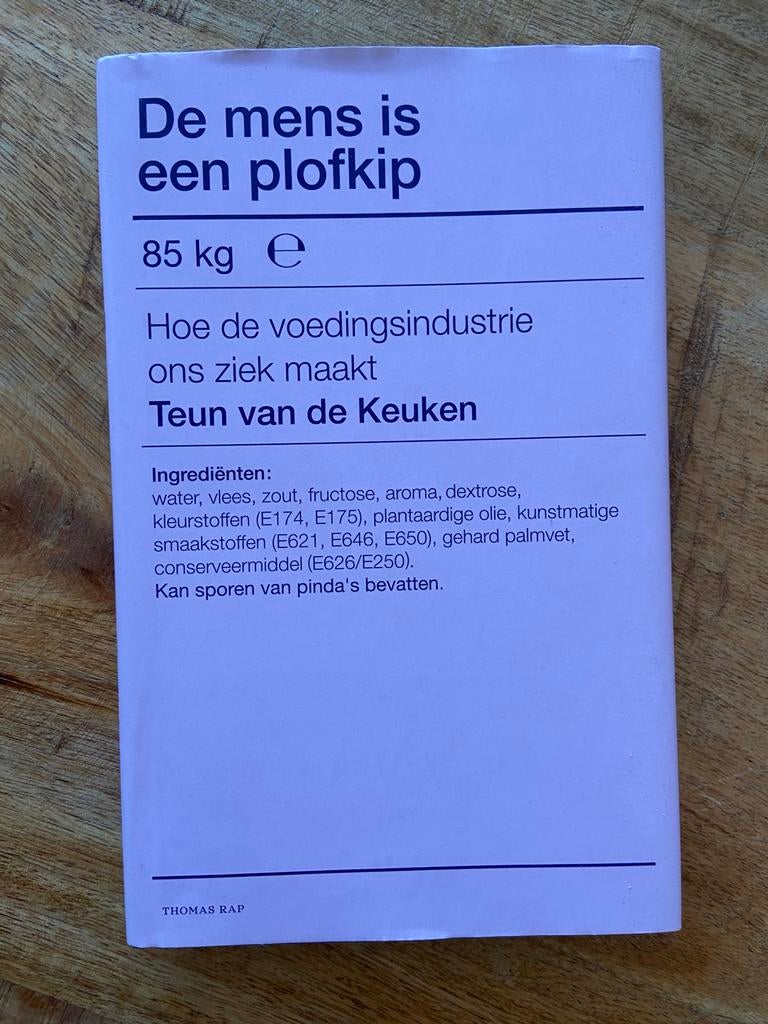 De mens is
een plofkip
85 kg ℮
Hoe de voedingsindustrie
ons ziek maakt
Teun van de Keuken
Ingrediënten:
water, vlees, zout, fructose, aroma, dextrose,
kleurstoffen (E174, E175), plantaardige olie, kunstmatige
smaakstoffen (E621, E646, E650), gehard palmvet,
conserveermiddel (E626/E250).
Kan sporen van pinda's bevatten.
THOMAS RAP